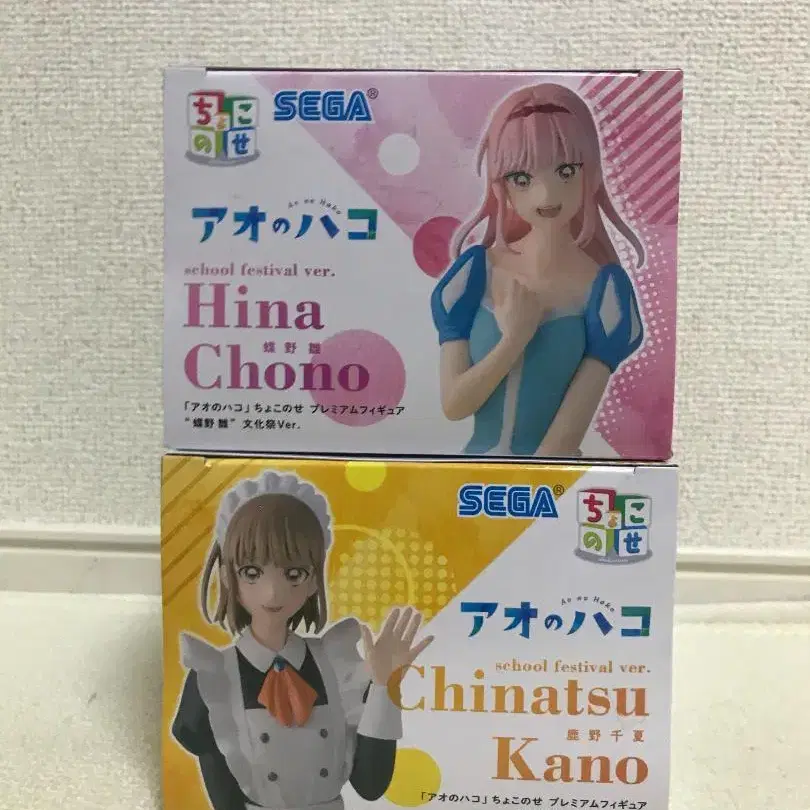 ちょこのせ
SEGA®
Ao no Hako
アオのハコ
school festival ver.
Hina
蝶野雛
Chono
「アオのハコ」ちょこのせ プレミアムフィギュア
“蝶野 雛” 文化祭Ver.
SEGA®
ちょこのせ
Ao no Hako
アオのハコ
school festival ver.
Chinatsu
鹿野千夏
Kano
「アオのハコ」ちょこのせ プレミアムフィギュア